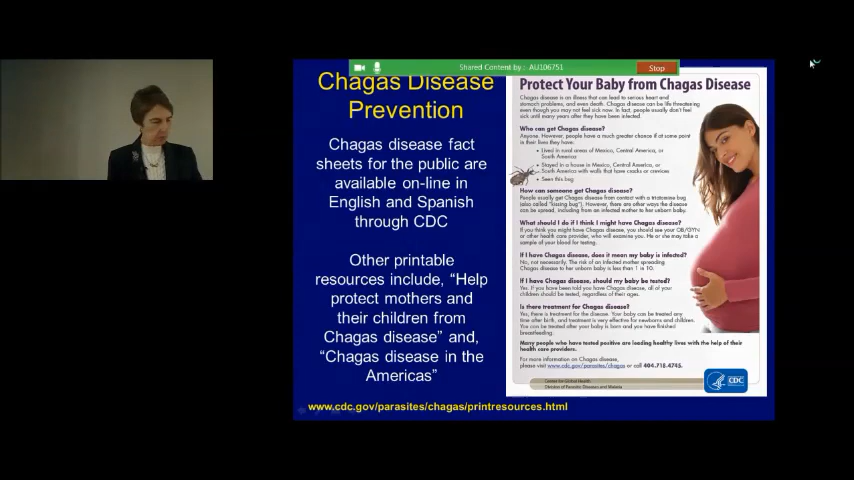 Shared Content by : AU106751
Stop
Chagas Disease
Prevention
Chagas disease fact
sheets for the public are
available on-line in
English and Spanish
through CDC
Other printable
resources include, “Help
protect mothers and
their children from
Chagas disease” and,
“Chagas disease in the
Americas”
www.cdc.gov/parasites/chagas/printresources.html
Protect Your Baby from Chagas Disease
Chagas disease is an illness that can lead to serious heart and
stomach problems, and even death. Chagas disease can be life threatening
even though you may not feel sick now. In fact, people usually don't feel
sick until many years after they have been infected.
Who can get Chagas disease?
Anyone. However, people have a much greater chance if at some point
in their lives they have:
• Lived in rural areas of Mexico, Central America, or
South America
• Stayed in a house in Mexico, Central America, or
South America with walls that have cracks or crevices
• Seen this bug
How can someone get Chagas disease?
People usually get Chagas disease from contact with a triatomine bug
(also called "kissing bug"). However, there are other ways the disease
can be spread, including from an infected mother to her unborn baby.
What should I do if I think I might have Chagas disease?
If you think you might have Chagas disease, you should see your OB/GYN
or other health care provider, who will examine you. He or she may take a
sample of your blood for testing.
If I have Chagas disease, does it mean my baby is infected?
No, not necessarily. The risk of an infected mother spreading
Chagas disease to her unborn baby is less than 1 in 10.
If I have Chagas disease, should my baby be tested?
Yes. If you have been told you have Chagas disease, all of your
children should be tested, regardless of their ages.
Is there treatment for Chagas disease?
Yes, there is treatment for the disease. Your baby can be treated any
time after birth, and treatment is very effective for newborns and children.
You can be treated after your baby is born and you have finished
breastfeeding.
Many people who have tested positive are leading healthy lives with the help of their
health care providers.
For more information on Chagas disease,
please visit www.cdc.gov/parasites/chagas or call 404.718.4745.
Center for Global Health
Division of Parasitic Diseases and Malaria
CDC